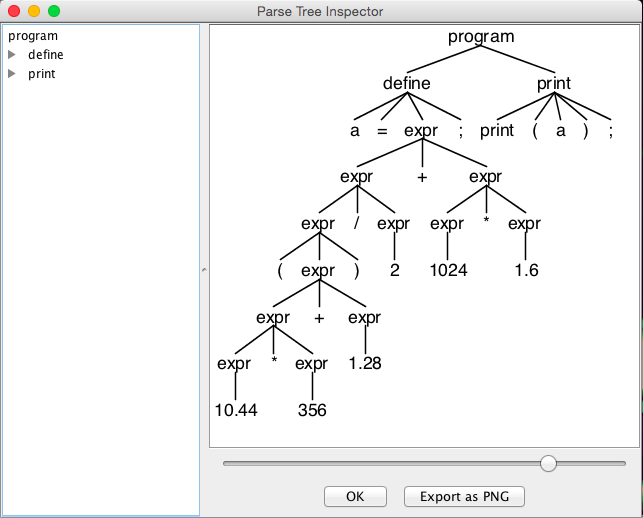 Parse Tree Inspector
program
define
print
program
define print
a = expr ; print ( a ) ;
expr + expr
expr / expr expr * expr
( expr ) 2 1024 1.6
expr + expr
expr * expr 1.28
10.44 356
OK Export as PNG